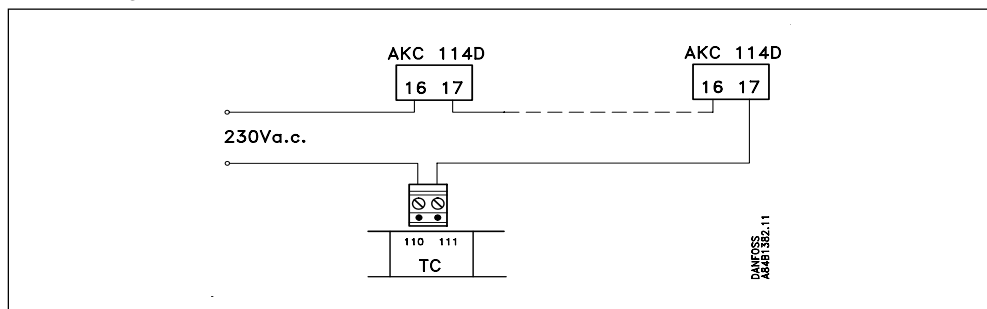 AKC 114D
16 17
AKC 114D
16 17
230Va.c.
110 111
TC
DANFOSS
A84B1382.11